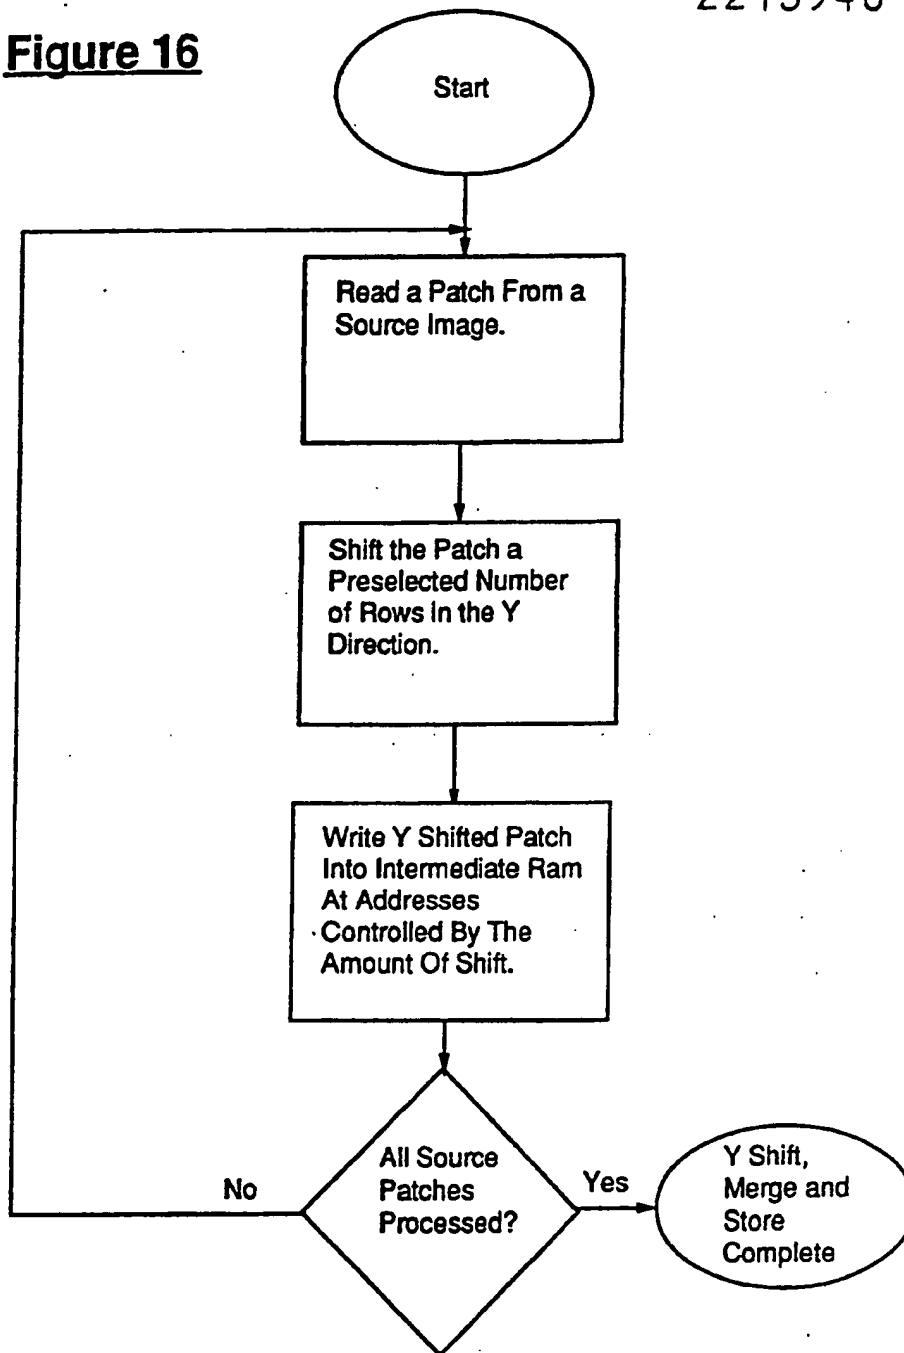 Figure 16
Start
Read a Patch From a
Source Image.
Shift the Patch a
Preselected Number
of Rows In the Y
Direction.
Write Y Shifted Patch
Into Intermediate Ram
At Addresses
Controlled By The
Amount Of Shift.
All Source
Patches
Processed?
No
Yes
Y Shift,
Merge and
Store
Complete